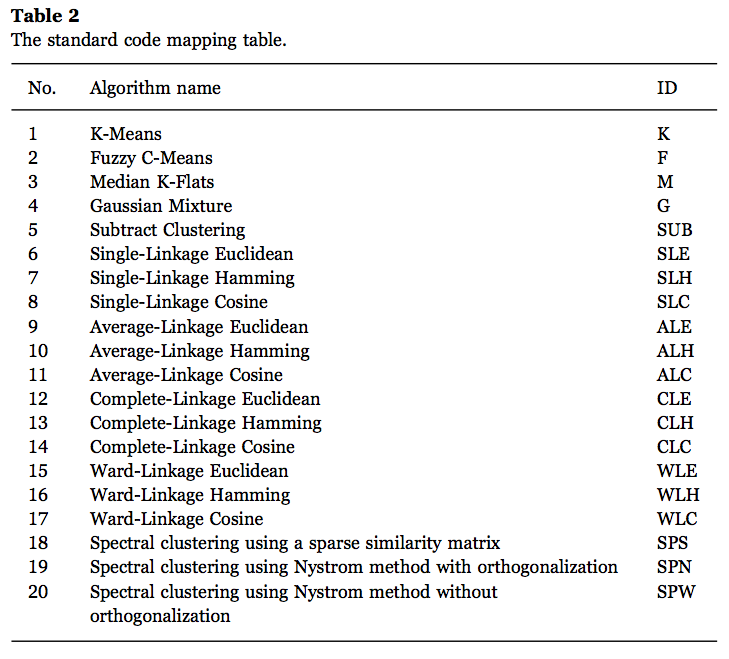 Table 2
The standard code mapping table.
No. Algorithm name ID
1 K-Means K
2 Fuzzy C-Means F
3 Median K-Flats M
4 Gaussian Mixture G
5 Subtract Clustering SUB
6 Single-Linkage Euclidean SLE
7 Single-Linkage Hamming SLH
8 Single-Linkage Cosine SLC
9 Average-Linkage Euclidean ALE
10 Average-Linkage Hamming ALH
11 Average-Linkage Cosine ALC
12 Complete-Linkage Euclidean CLE
13 Complete-Linkage Hamming CLH
14 Complete-Linkage Cosine CLC
15 Ward-Linkage Euclidean WLE
16 Ward-Linkage Hamming WLH
17 Ward-Linkage Cosine WLC
18 Spectral clustering using a sparse similarity matrix SPS
19 Spectral clustering using Nystrom method with orthogonalization SPN
20 Spectral clustering using Nystrom method without SPW
orthogonalization